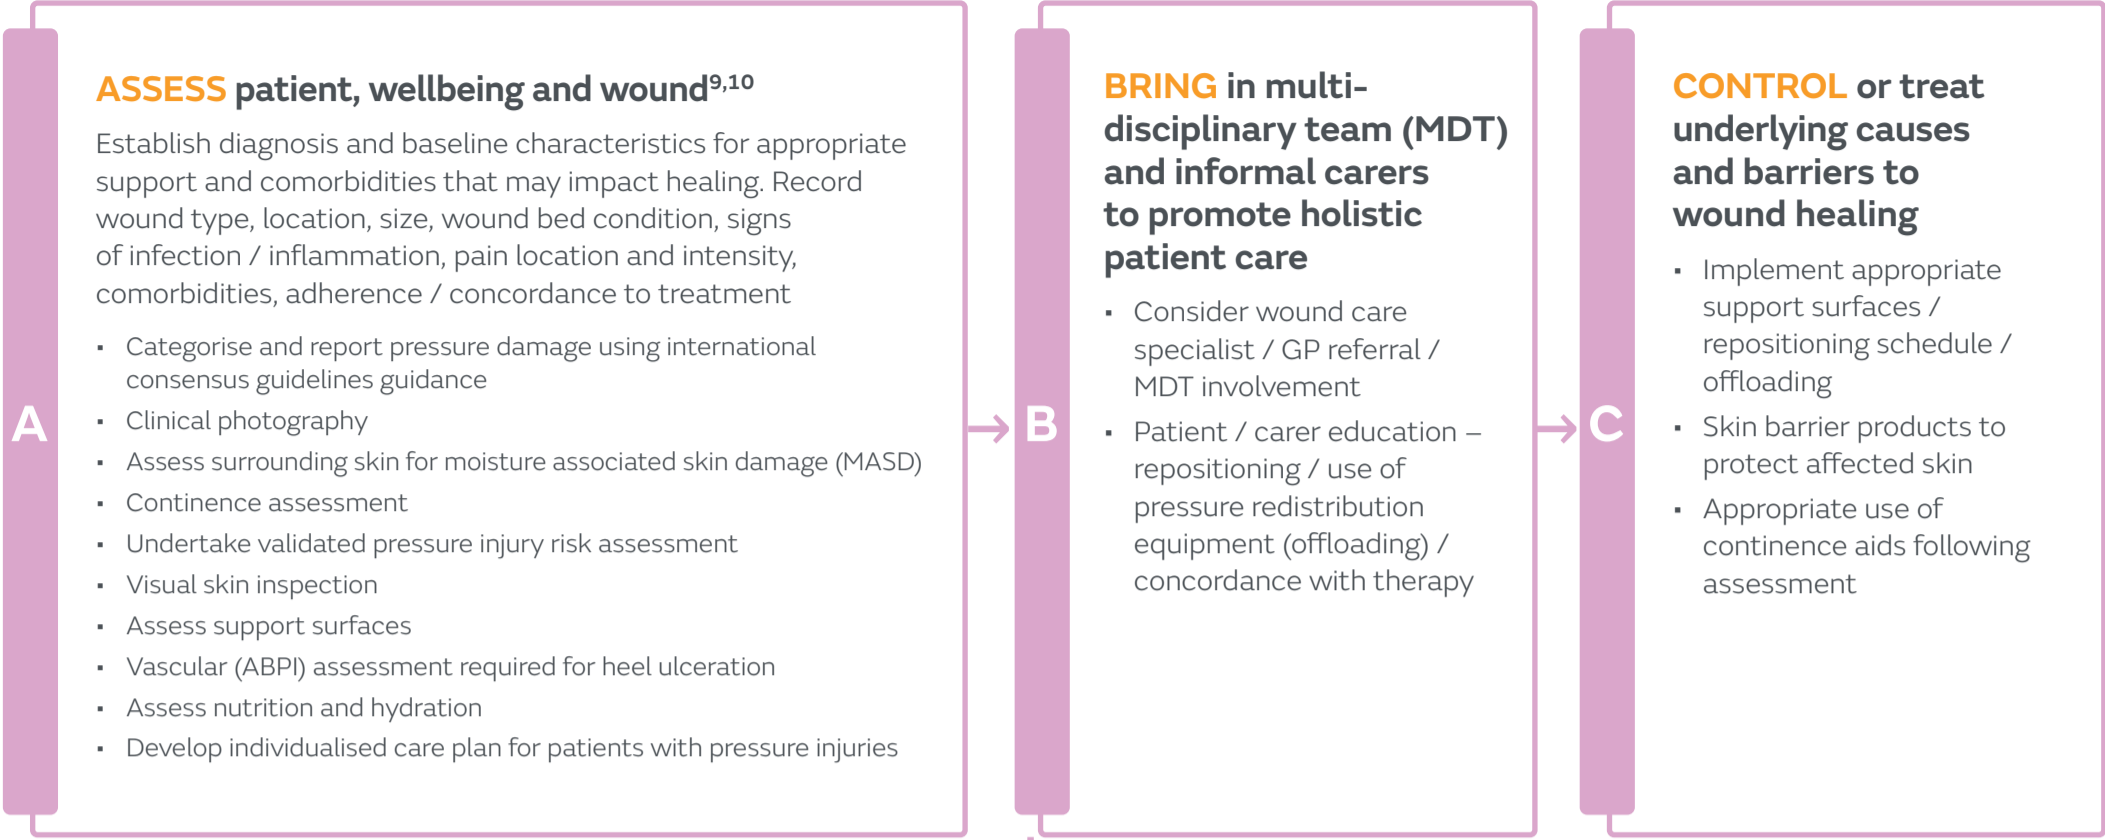 A
ASSESS patient, wellbeing and wound9,10
Establish diagnosis and baseline characteristics for appropriate
support and comorbidities that may impact healing. Record
wound type, location, size, wound bed condition, signs
of infection / inflammation, pain location and intensity,
comorbidities, adherence / concordance to treatment
▪ Categorise and report pressure damage using international
consensus guidelines guidance
▪ Clinical photography
▪ Assess surrounding skin for moisture associated skin damage (MASD)
▪ Continence assessment
▪ Undertake validated pressure injury risk assessment
▪ Visual skin inspection
▪ Assess support surfaces
▪ Vascular (ABPI) assessment required for heel ulceration
▪ Assess nutrition and hydration
▪ Develop individualised care plan for patients with pressure injuries
B
BRING in multi-
disciplinary team (MDT)
and informal carers
to promote holistic
patient care
▪ Consider wound care
specialist / GP referral /
MDT involvement
▪ Patient / carer education –
repositioning / use of
pressure redistribution
equipment (offloading) /
concordance with therapy
C
CONTROL or treat
underlying causes
and barriers to
wound healing
▪ Implement appropriate
support surfaces /
repositioning schedule /
offloading
▪ Skin barrier products to
protect affected skin
▪ Appropriate use of
continence aids following
assessment